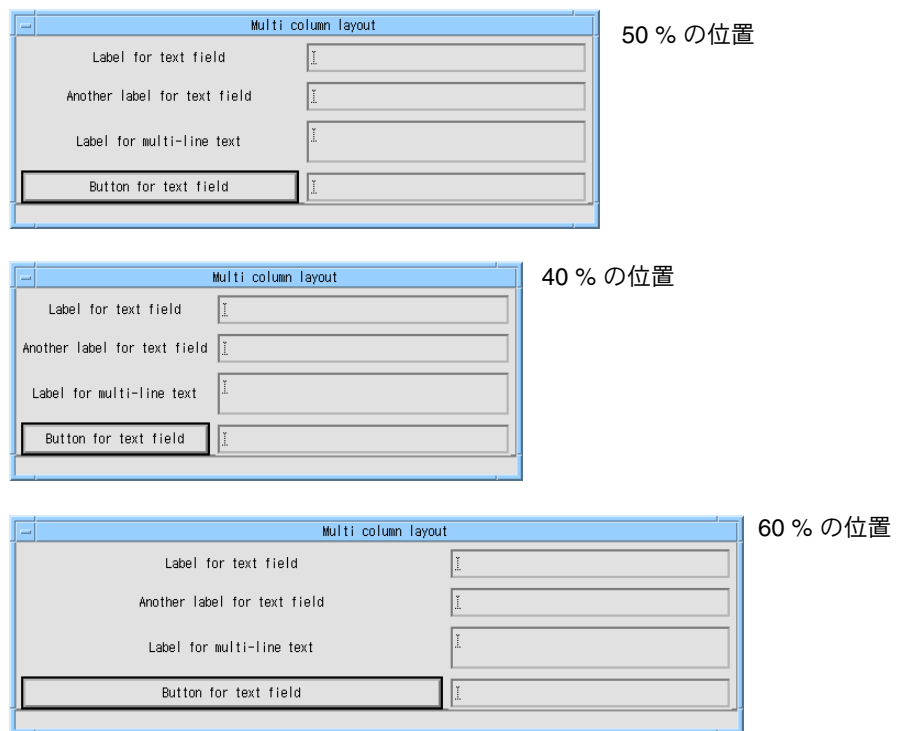 Multi column layout
50 % の位置
Label for text field
Another label for text field
Label for multi-line text
Button for text field
Multi column layout
40 % の位置
Label for text field
Another label for text field
Label for multi-line text
Button for text field
Multi column layout
60 % の位置
Label for text field
Another label for text field
Label for multi-line text
Button for text field